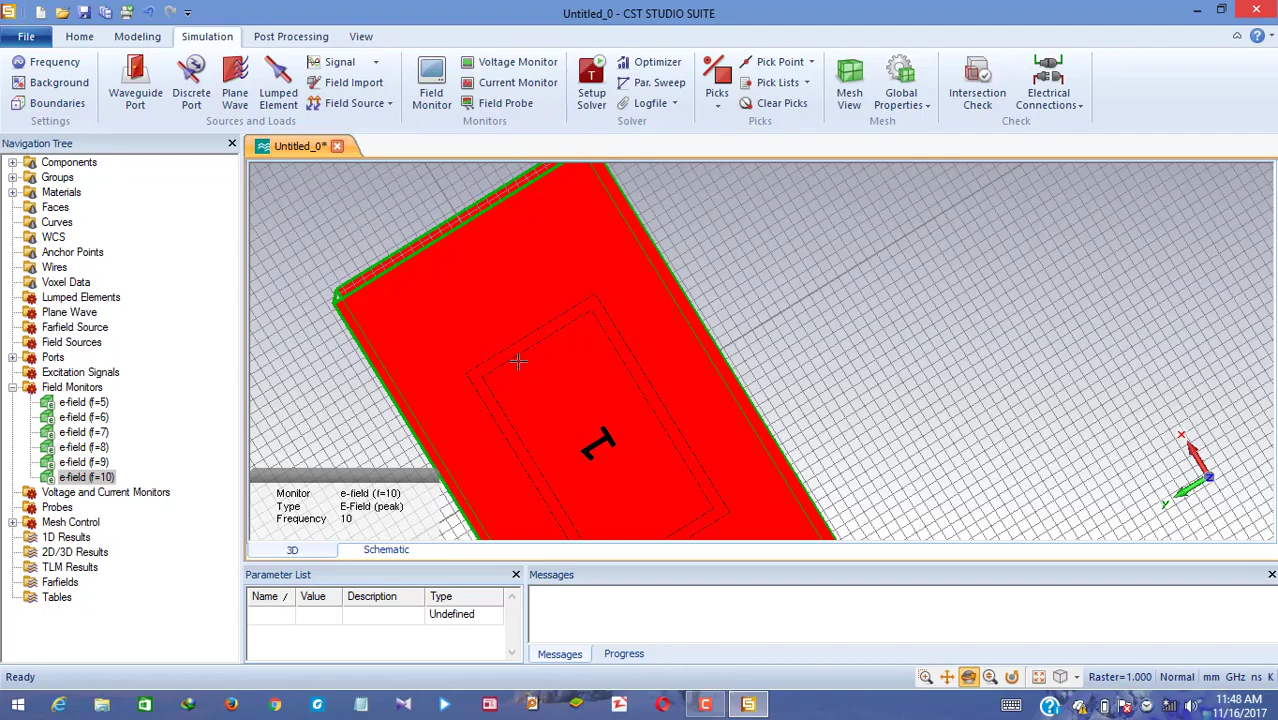 Untitled_0 - CST STUDIO SUITE
File Home Modeling Simulation Post Processing View
Frequency
Background
Boundaries
Settings
Waveguide Port
Discrete Port
Plane Wave
Lumped Element
Signal
Field Import
Field Source
Sources and Loads
Field Monitor
Voltage Monitor
Current Monitor
Field Probe
Monitors
Setup Solver
Optimizer
Par. Sweep
Logfile
Solver
Picks
Pick Point
Pick Lists
Clear Picks
Picks
Mesh View
Global Properties
Mesh
Intersection Check
Electrical Connections
Check
Navigation Tree
Untitled_0*
Components
Groups
Materials
Faces
Curves
WCS
Anchor Points
Wires
Voxel Data
Lumped Elements
Plane Wave
Farfield Source
Field Sources
Ports
Excitation Signals
Field Monitors
e-field (f=5)
e-field (f=6)
e-field (f=7)
e-field (f=8)
e-field (f=9)
e-field (f=10)
Voltage and Current Monitors
Probes
Mesh Control
1D Results
2D/3D Results
TLM Results
Farfields
Tables
1
x
y
z
Monitor e-field (f=10)
Type E-Field (peak)
Frequency 10
3D Schematic
Parameter List
Name / Value Description Type
Undefined
Messages
Messages Progress
Ready
Raster=1.000 Normal mm GHz ns K
11:48 AM
11/16/2017